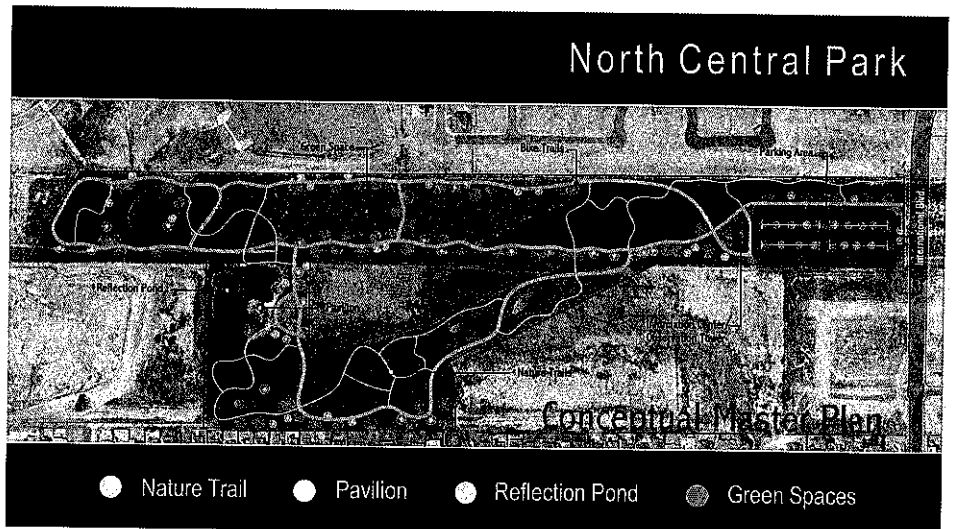 North Central Park
Green Space
Bike Trails
Parking Area
International Blvd
Reflection Pond
Nature Trails
Conceptual Master Plan
Nature Trail
Pavilion
Reflection Pond
Green Spaces